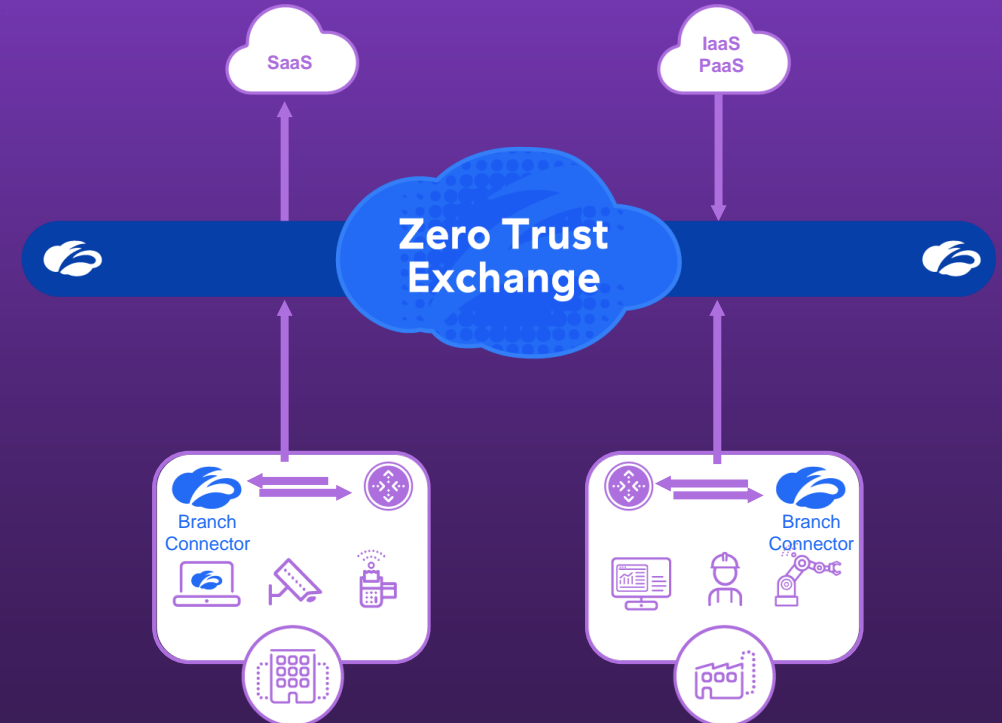 SaaS
IaaS
PaaS
Zero Trust
Exchange
Branch
Connector
Branch
Connector